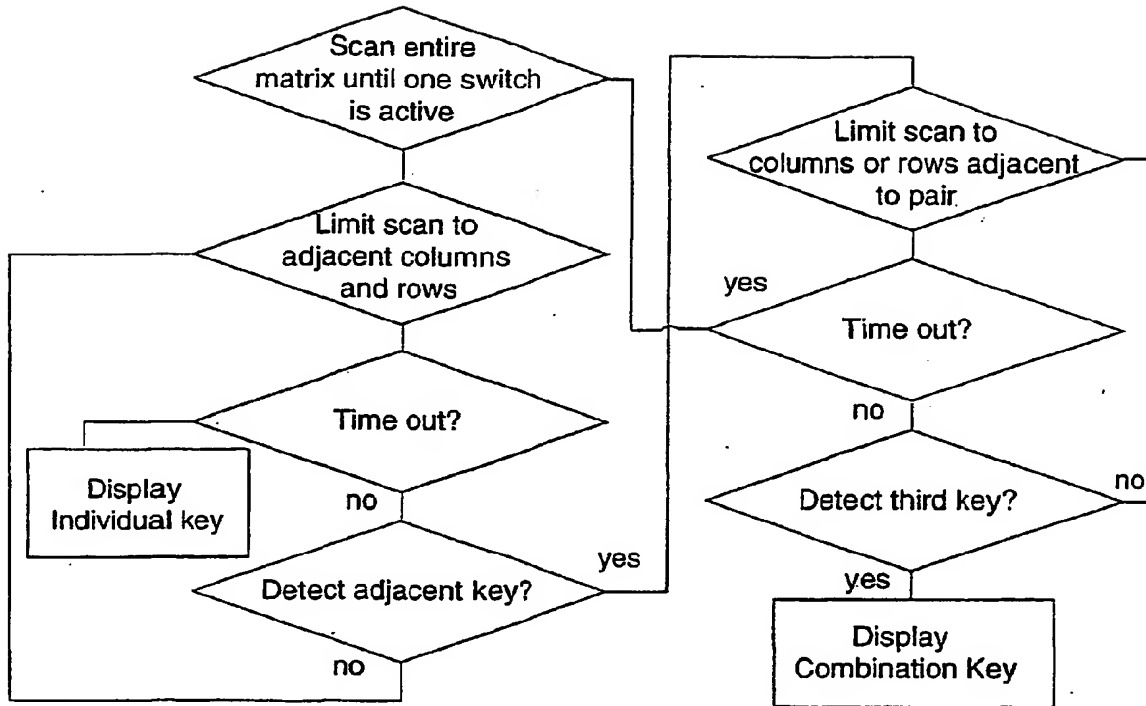 Scan entire
matrix until one switch
is active
Limit scan to
adjacent columns
and rows
Time out?
no
Display
Individual key
Detect adjacent key?
yes
no
Limit scan to
columns or rows adjacent
to pair
yes
Time out?
no
Detect third key?
no
yes
Display
Combination Key